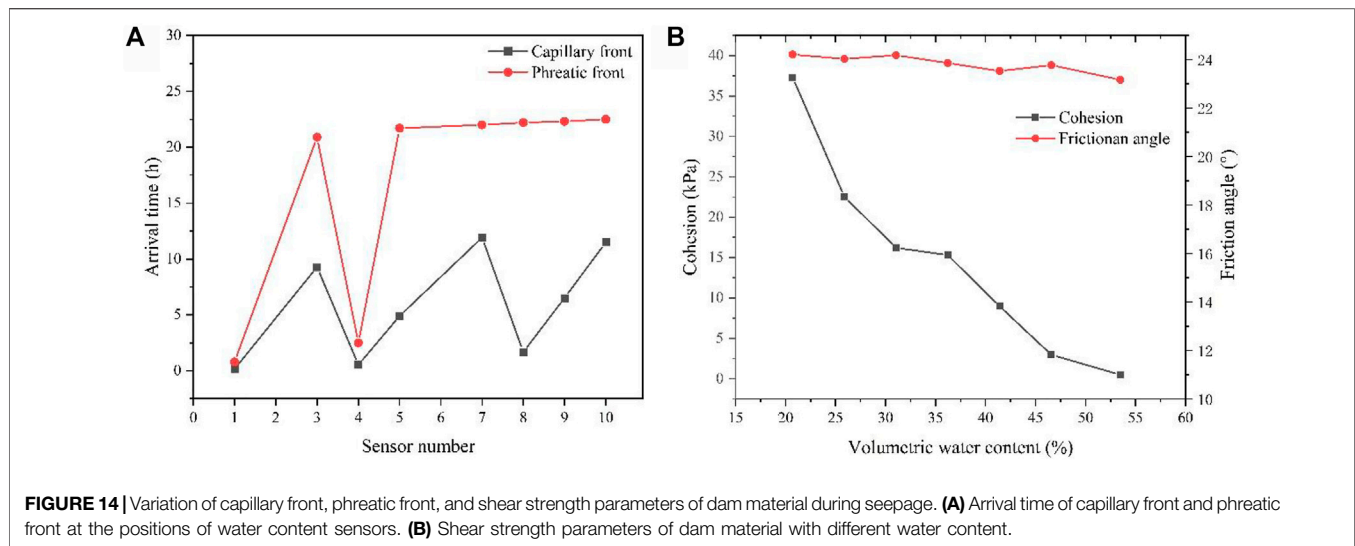 A
30
25
20
15
10
5
0
Arrival time (h)
Capillary front
Phreatic front
0 1 2 3 4 5 6 7 8 9 10
Sensor number
B
40
35
30
25
20
15
10
5
0
Cohesion (kPa)
Cohesion
Frictionan angle
24
22
20
18
16
14
12
10
Friction angle (°)
15 20 25 30 35 40 45 50 55 60
Volumetric water content (%)
FIGURE 14 | Variation of capillary front, phreatic front, and shear strength parameters of dam material during seepage. (A) Arrival time of capillary front and phreatic
front at the positions of water content sensors. (B) Shear strength parameters of dam material with different water content.